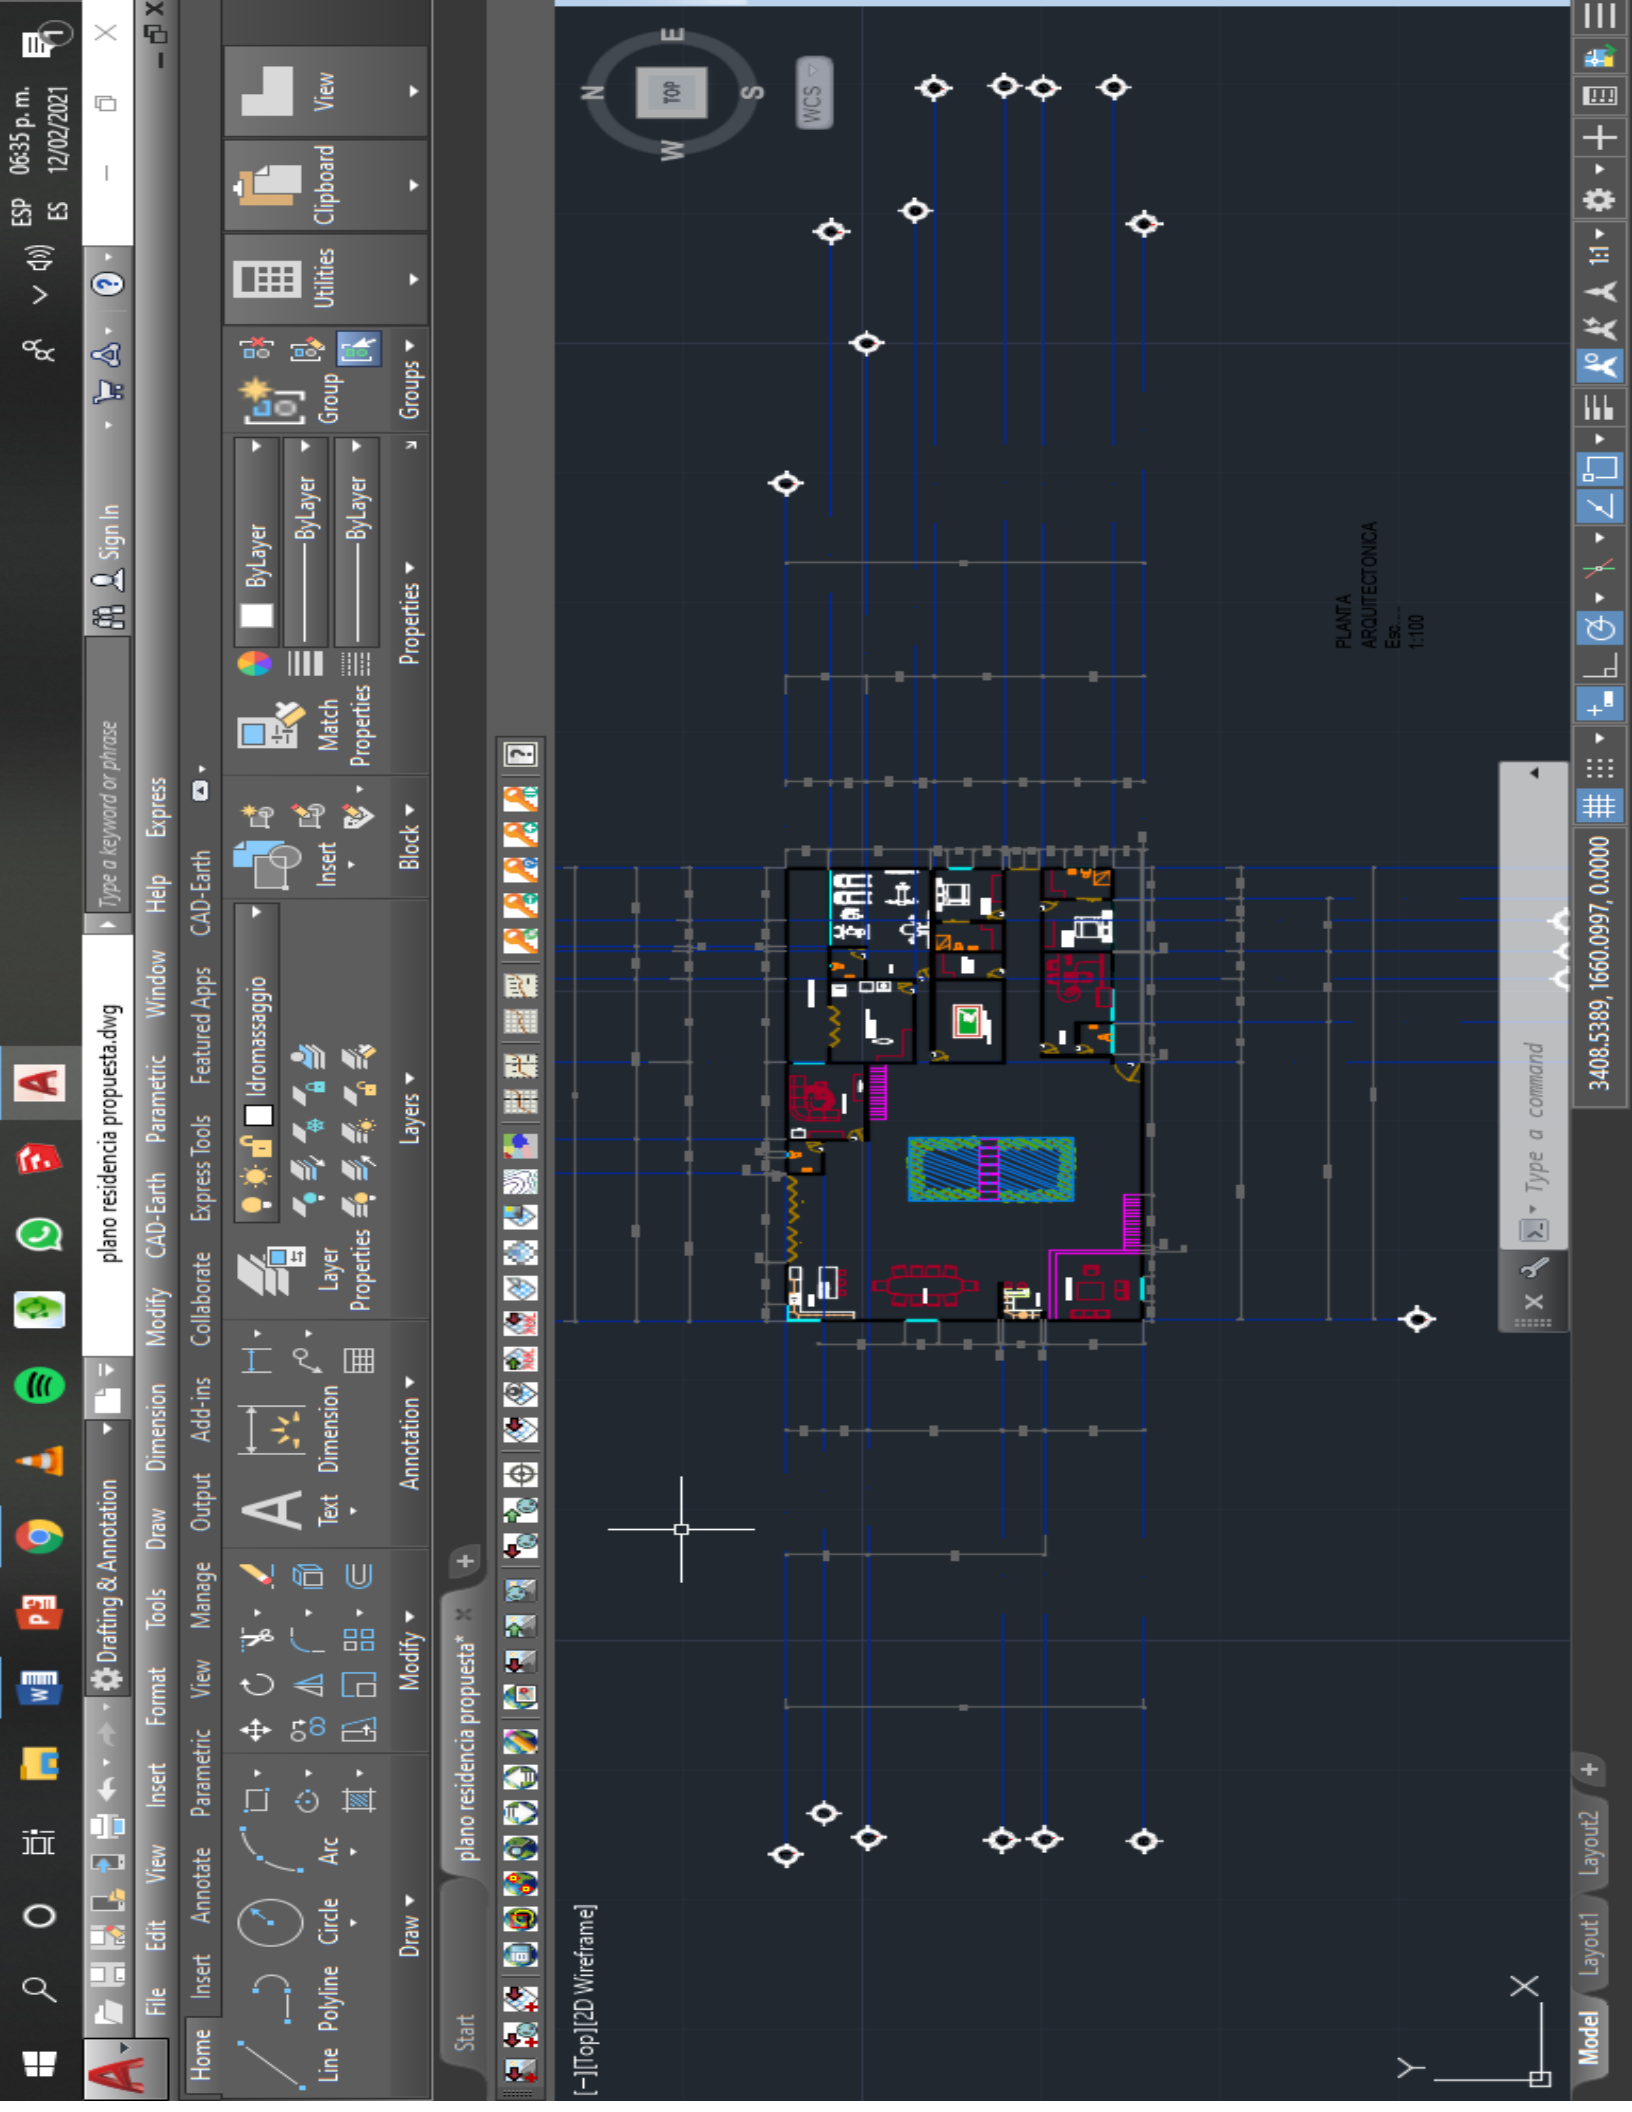 plano residencia propuesta.dwg
Type a keyword or phrase
Sign In
Drafting & Annotation
File Edit View Insert Format Tools Draw Dimension Modify CAD-Earth Parametric Window Help Express
Home Insert Annotate Parametric View Manage Output Add-ins Collaborate Express Tools Featured Apps CAD-Earth
Line Polyline Circle Arc
Draw
Modify
Text Dimension
Annotation
Layer Properties
Idromassaggio
Layers
Insert
Block
Match Properties
ByLayer
ByLayer
ByLayer
Properties
Group
Groups
Utilities
Clipboard
View
Start
plano residencia propuesta*
[–][Top][2D Wireframe]
N
E
S
W
TOP
WCS
PLANTA
ARQUITECTONICA
Esc....
1:100
Y
X
Type a command
Model Layout1 Layout2
3408.5389, 1660.0997, 0.0000
1:1
ESP
ES
06:35 p. m.
12/02/2021
1